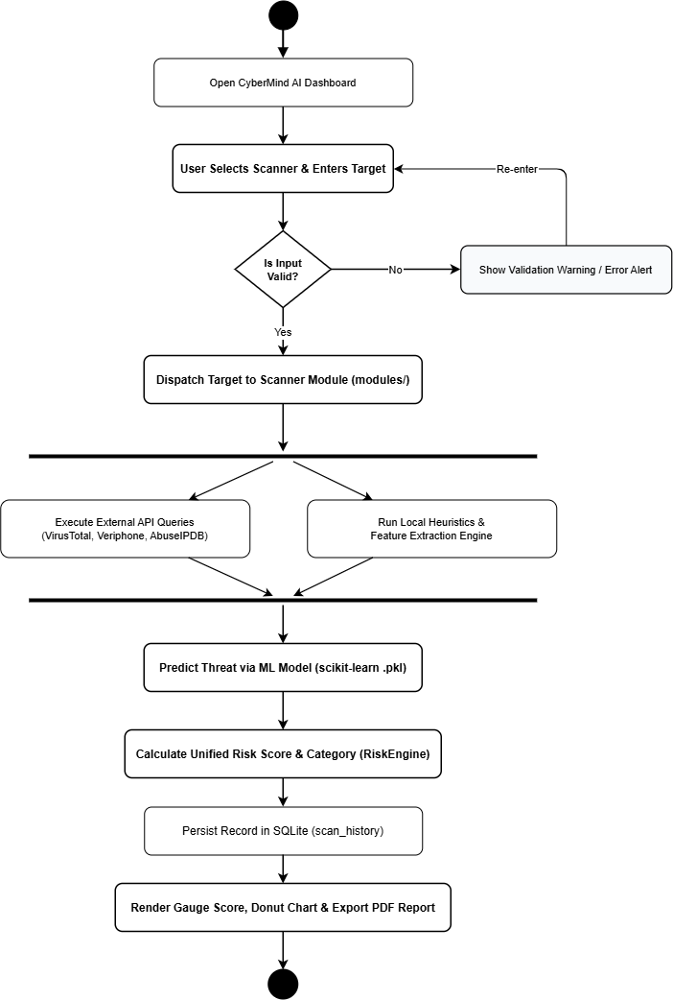 Open CyberMind AI Dashboard
User Selects Scanner & Enters Target
Re-enter
Is Input
Valid?
No
Show Validation Warning / Error Alert
Yes
Dispatch Target to Scanner Module (modules/)
Execute External API Queries
(VirusTotal, Veriphone, AbuseIPDB)
Run Local Heuristics &
Feature Extraction Engine
Predict Threat via ML Model (scikit-learn .pkl)
Calculate Unified Risk Score & Category (RiskEngine)
Persist Record in SQLite (scan_history)
Render Gauge Score, Donut Chart & Export PDF Report